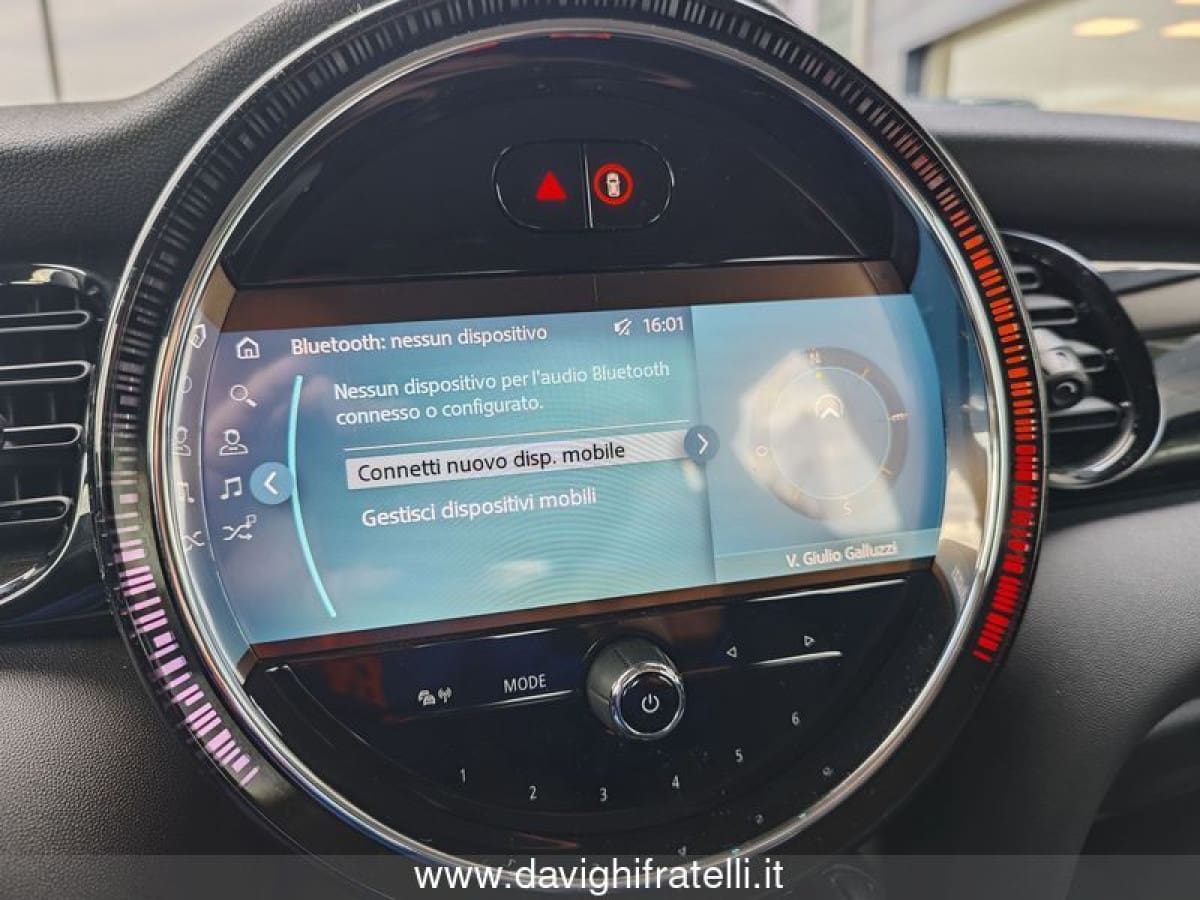 Bluetooth: nessun dispositivo
16:01
Nessun dispositivo per l'audio Bluetooth
connesso o configurato.
Connetti nuovo disp. mobile
Gestisci dispositivi mobili
N
O
S
V. Giulio Galluzzi
MODE
1 2 3 4 5 6
www.davighifratelli.it